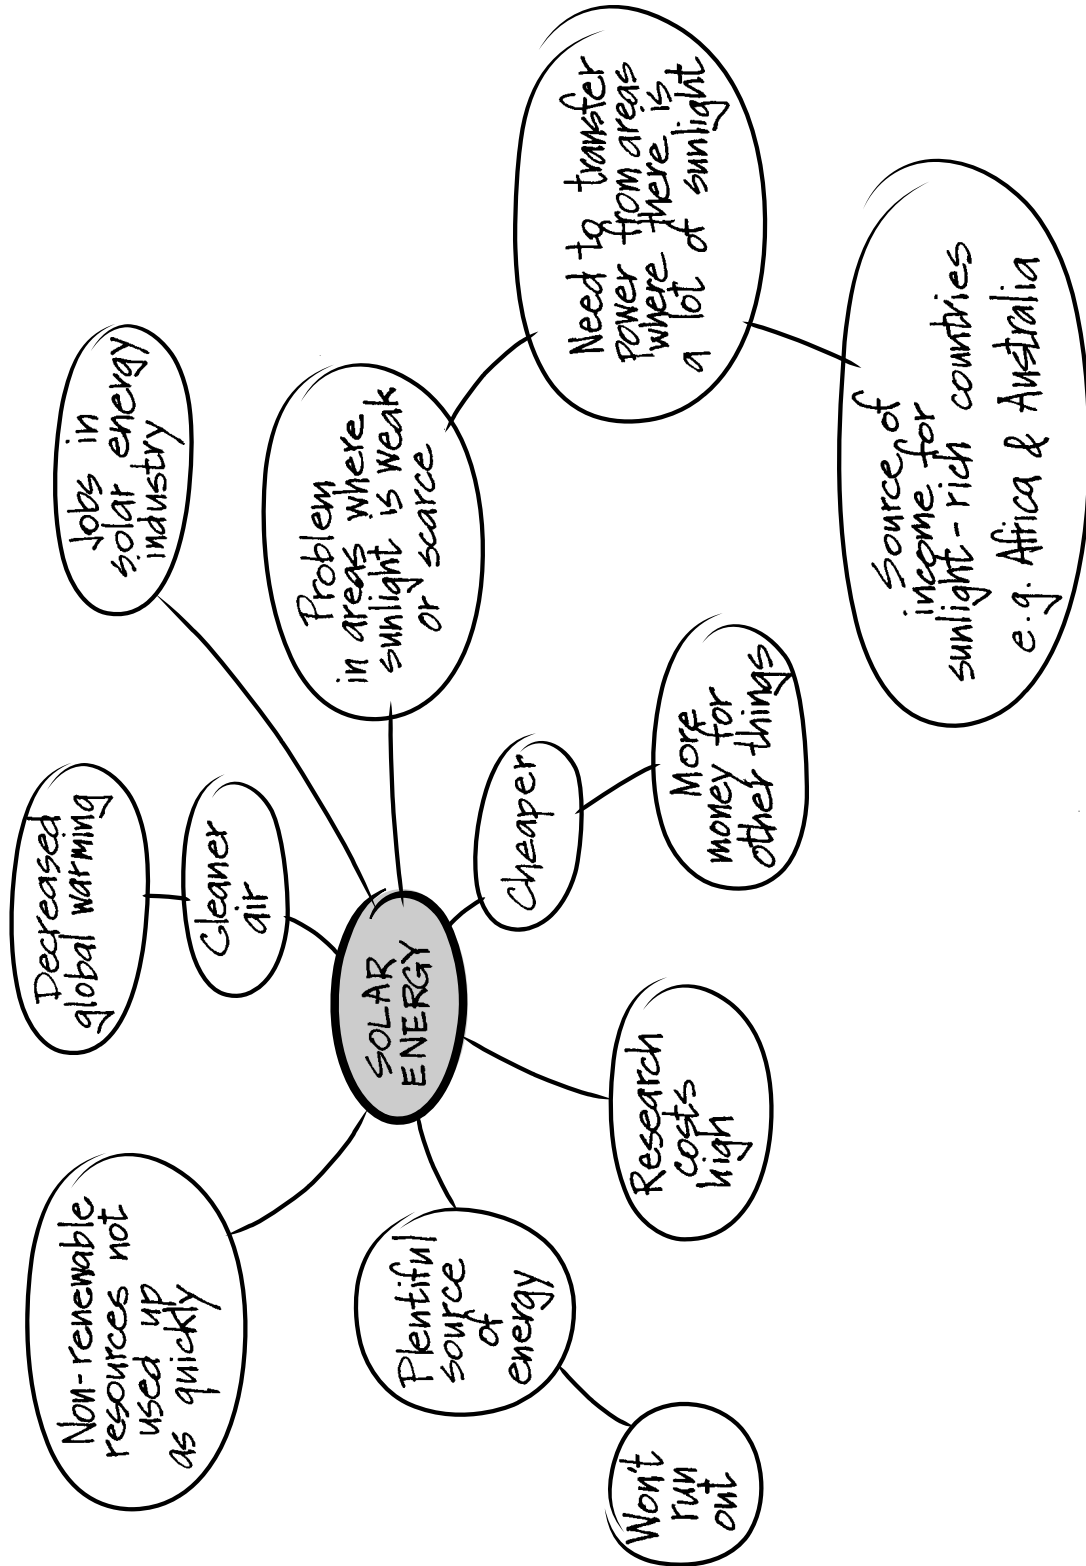 Non-renewable
resources not
used up
as quickly
Decreased
global warming
Cleaner
air
Jobs in
solar energy
industry
SOLAR
ENERGY
Problem
in areas where
sunlight is weak
or scarce
Need to transfer
power from areas
where there is
a lot of sunlight
Source of
income for
sunlight-rich countries
e.g. Africa & Australia
Cheaper
More
money for
other things
Research
costs
high
Plentiful
source
of
energy
Won't
run
out